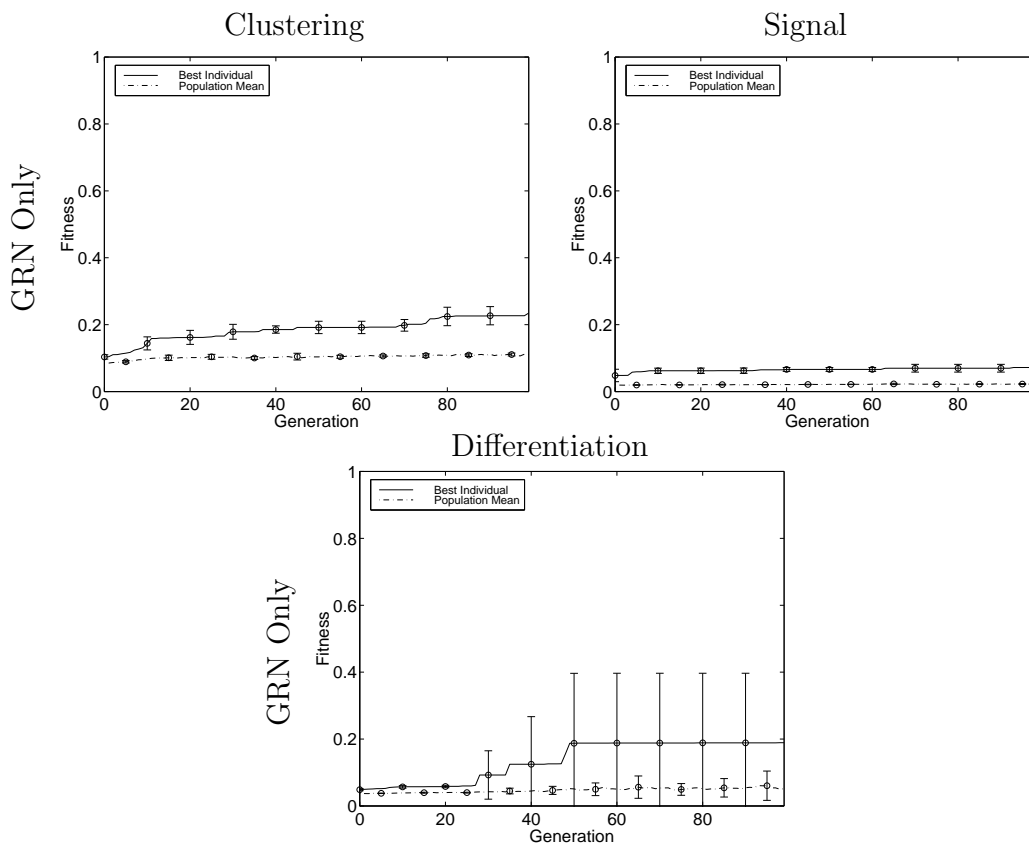 Clustering
GRN Only
Fitness
1
0.8
0.6
0.4
0.2
0
Best Individual
Population Mean
0 20 40 60 80
Generation
Signal
Fitness
1
0.8
0.6
0.4
0.2
0
Best Individual
Population Mean
0 20 40 60 80
Generation
Differentiation
GRN Only
Fitness
1
0.8
0.6
0.4
0.2
0
Best Individual
Population Mean
0 20 40 60 80
Generation